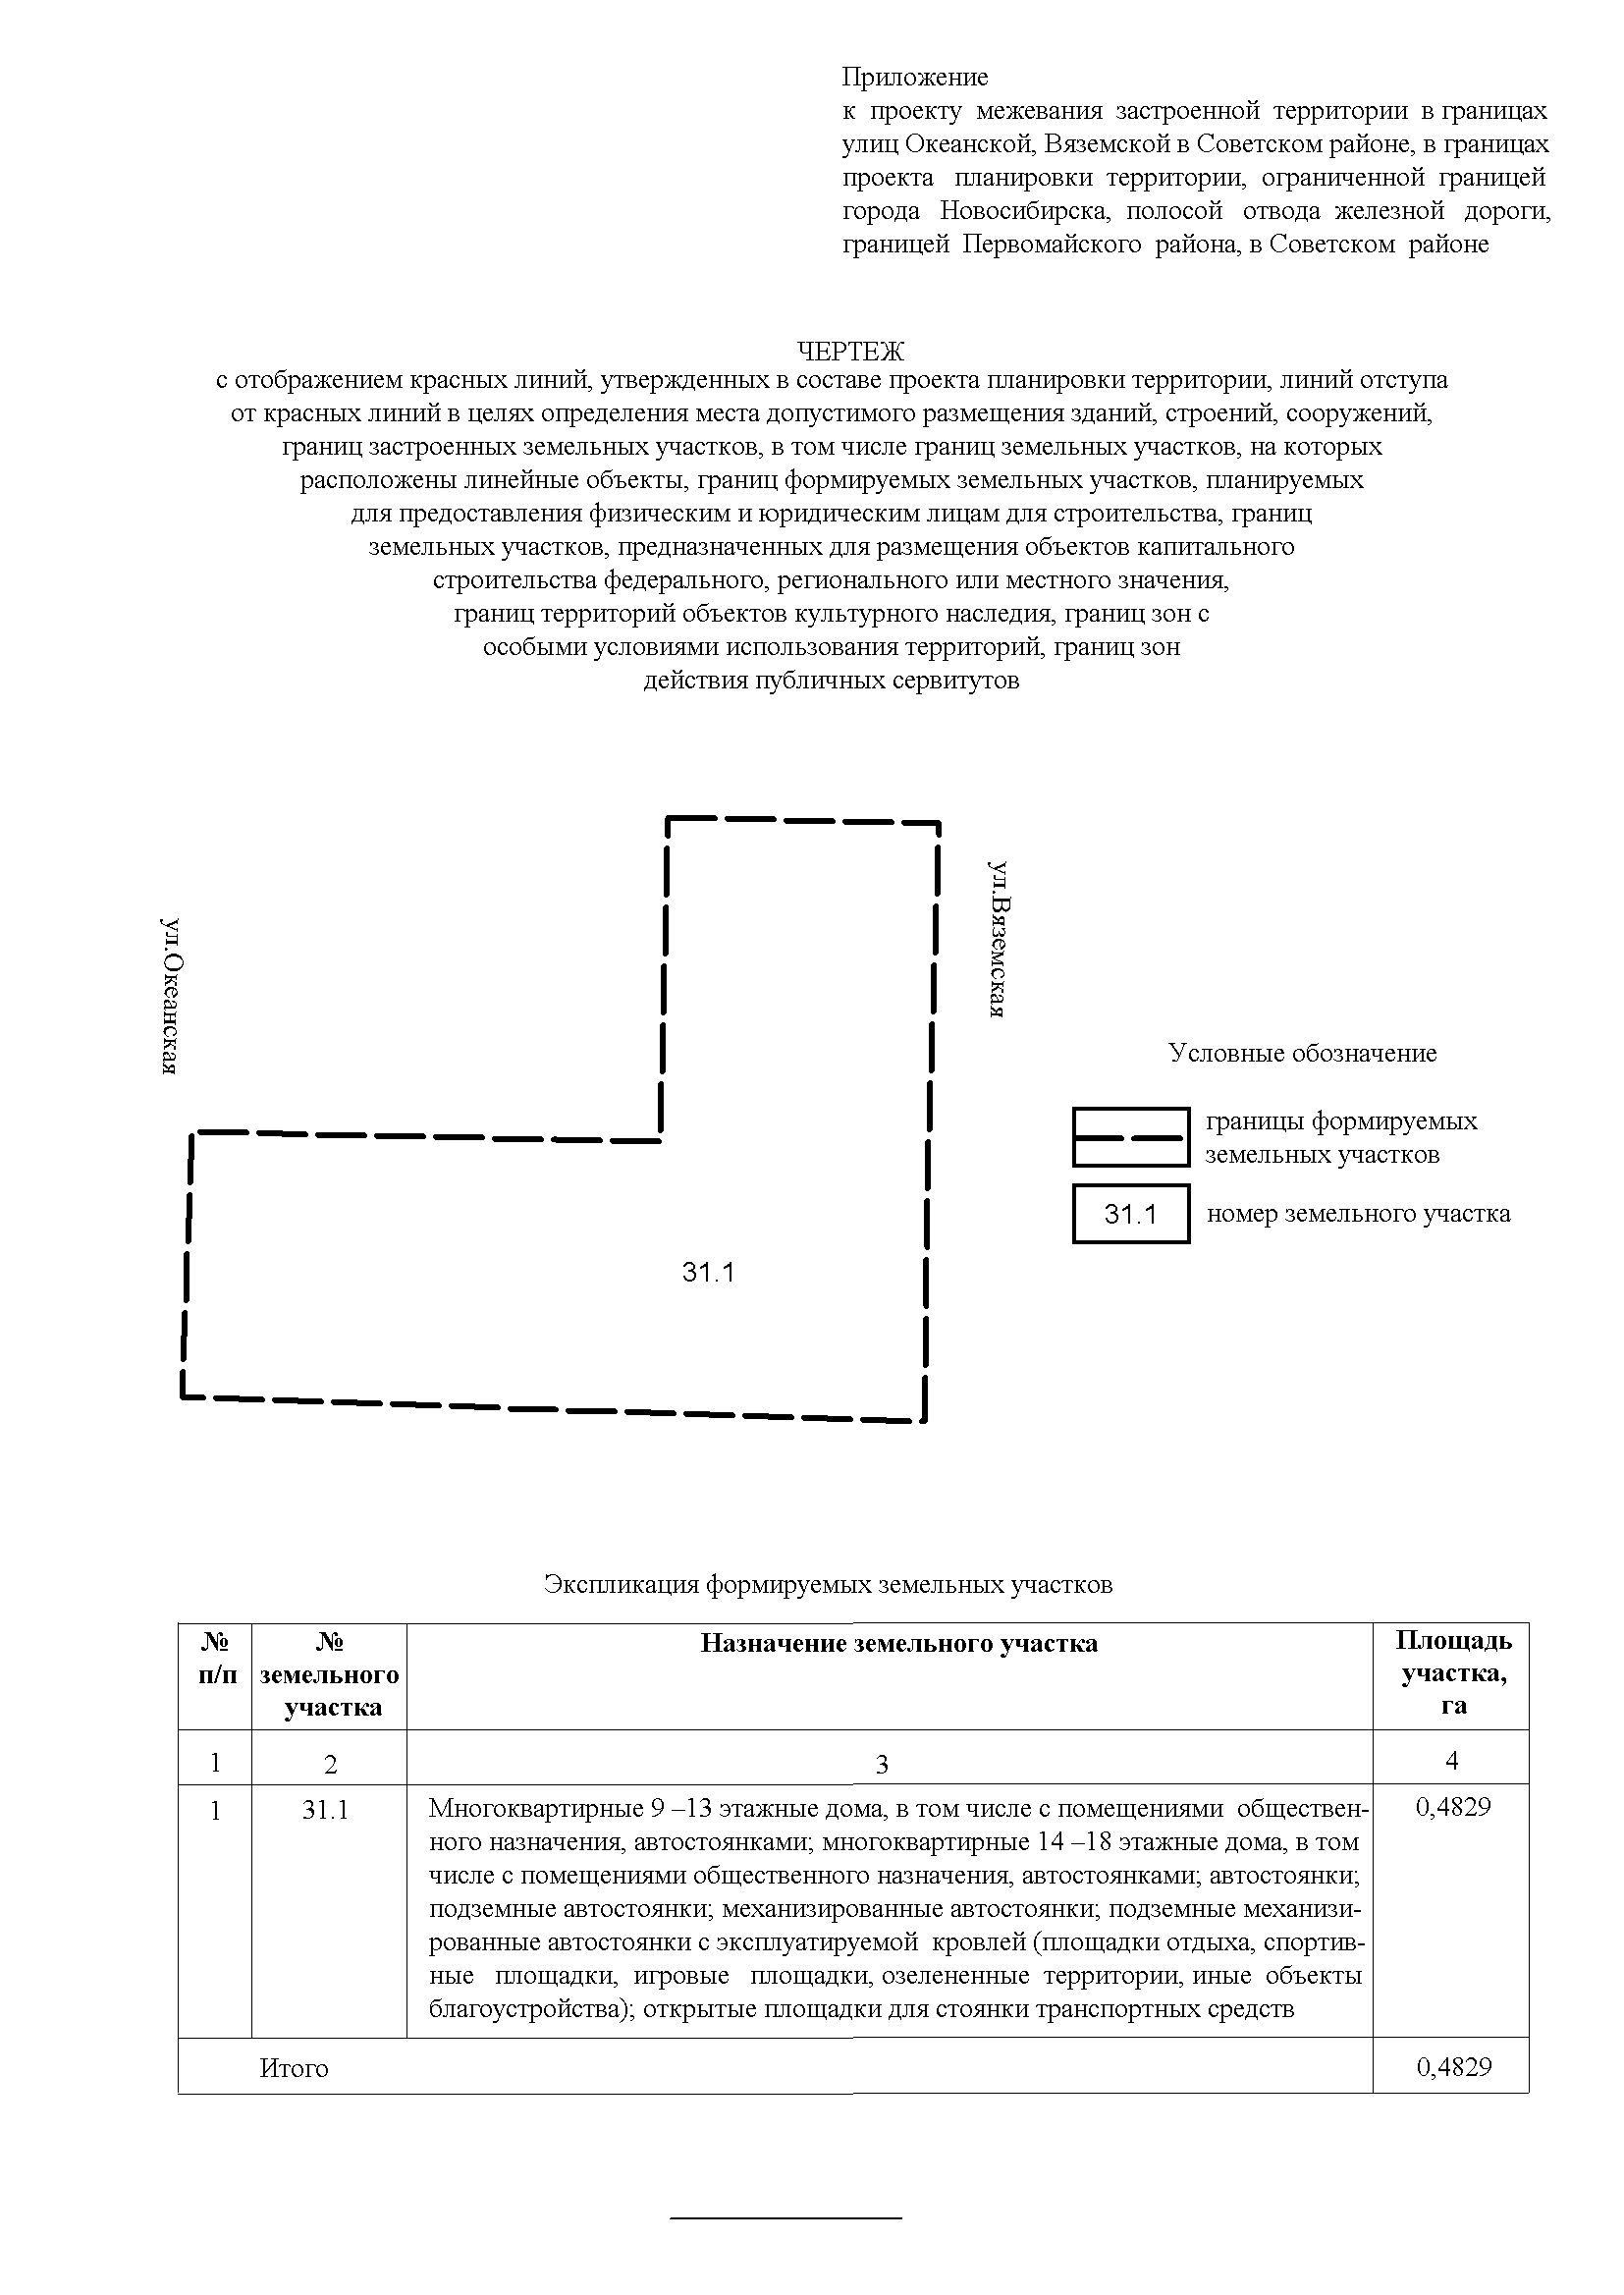 Приложение
к проекту межевания застроенной территории в границах
улиц Океанской, Вяземской в Советском районе, в границах
проекта планировки территории, ограниченной границей
города Новосибирска, полосой отвода железной дороги,
границей Первомайского района, в Советском районе
ЧЕРТЕЖ
с отображением красных линий, утвержденных в составе проекта планировки территории, линий отступа
от красных линий в целях определения места допустимого размещения зданий, строений, сооружений,
границ застроенных земельных участков, в том числе границ земельных участков, на которых
расположены линейные объекты, границ формируемых земельных участков, планируемых
для предоставления физическим и юридическим лицам для строительства, границ
земельных участков, предназначенных для размещения объектов капитального
строительства федерального, регионального или местного значения,
границ территорий объектов культурного наследия, границ зон с
особыми условиями использования территорий, границ зон
действия публичных сервитутов
ул.Океанская
ул.Вяземская
31.1
Условные обозначение
границы формируемых
земельных участков
31.1 номер земельного участка
Экспликация формируемых земельных участков
№ п/п
№ земельного участка
Назначение земельного участка
Площадь участка, га
1 2 3 4
1 31.1 Многоквартирные 9 –13 этажные дома, в том числе с помещениями обществен- 0,4829
ного назначения, автостоянками; многоквартирные 14 –18 этажные дома, в том
числе с помещениями общественного назначения, автостоянками; автостоянки;
подземные автостоянки; механизированные автостоянки; подземные механизи-
рованные автостоянки с эксплуатируемой кровлей (площадки отдыха, спортив-
ные площадки, игровые площадки, озелененные территории, иные объекты
благоустройства); открытые площадки для стоянки транспортных средств
Итого 0,4829